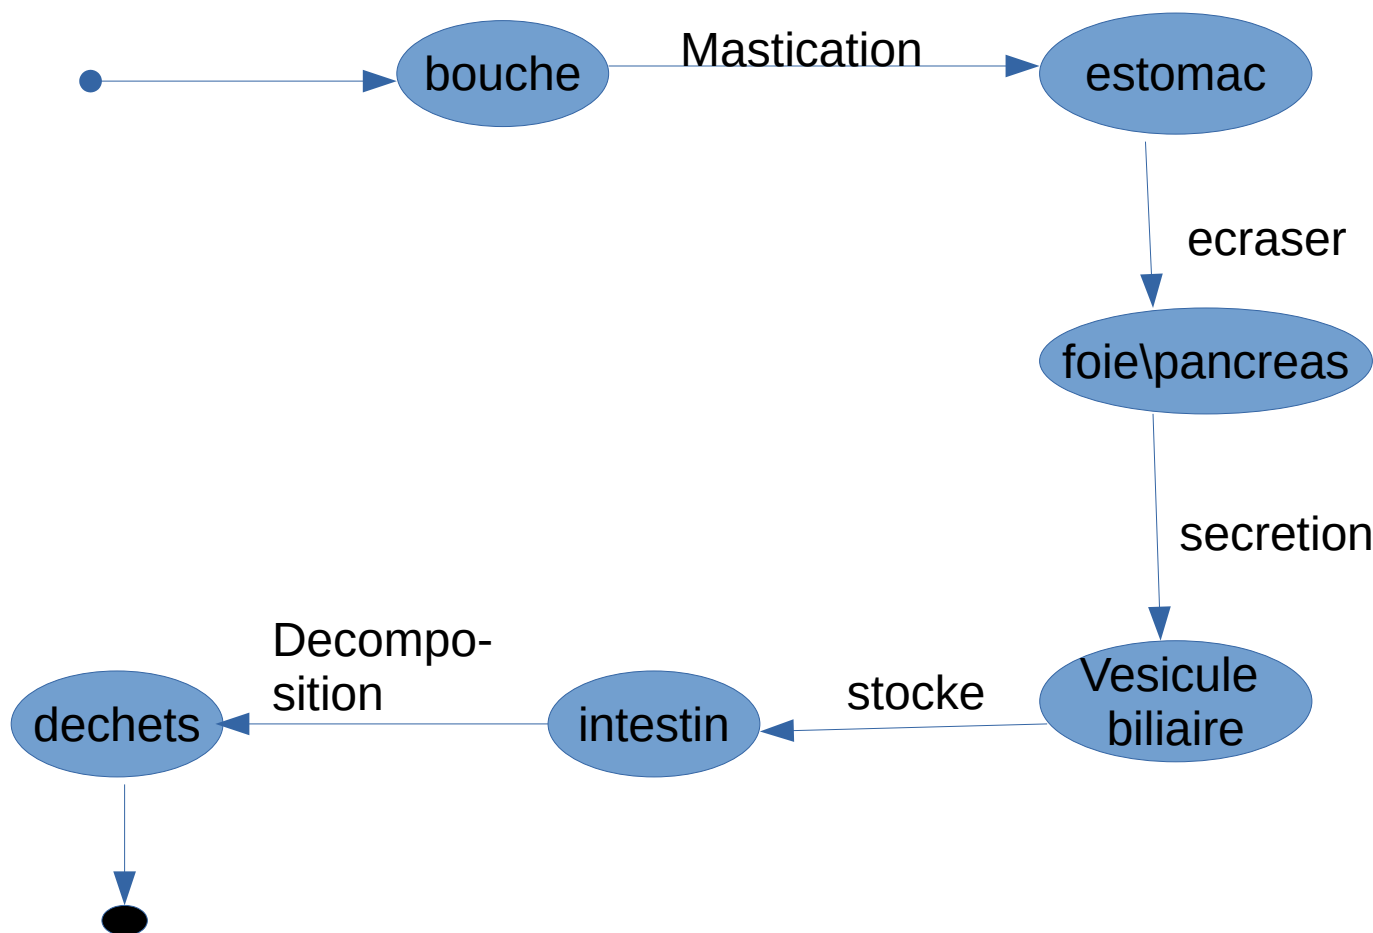 bouche
Mastication
estomac
ecraser
foie\pancreas
secretion
Vesicule
biliaire
stocke
intestin
Decompo-
sition
dechets